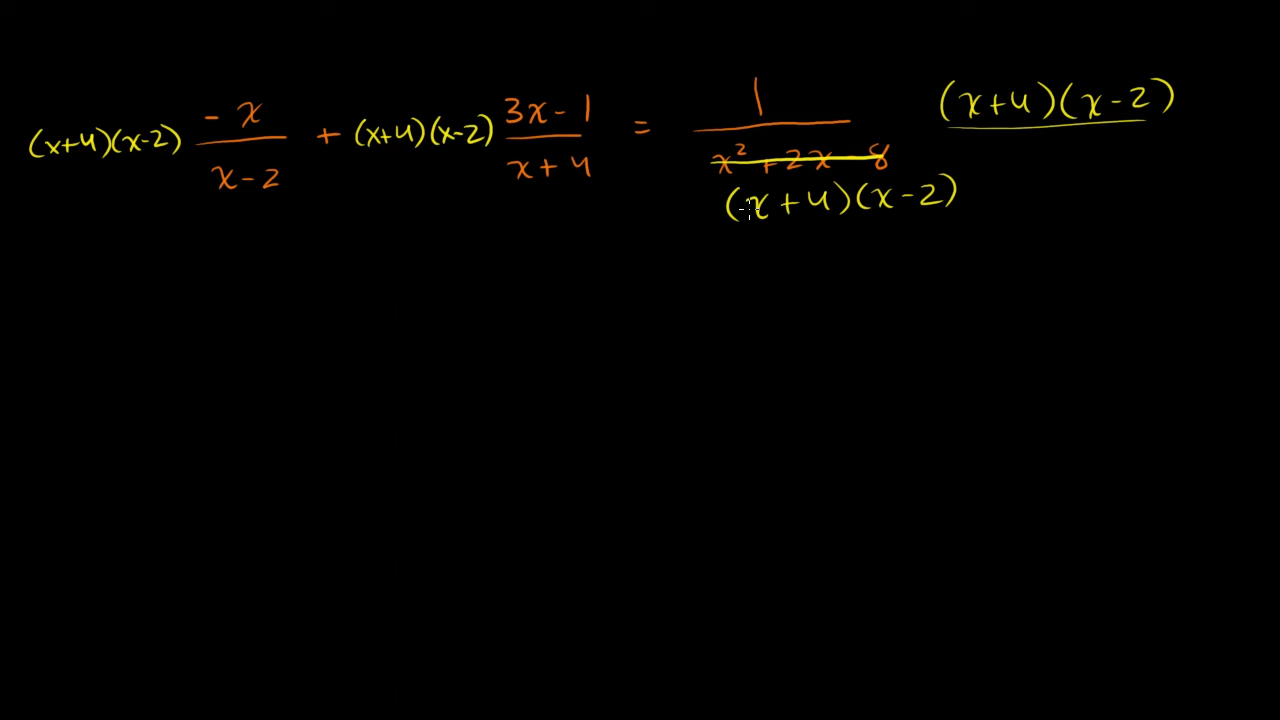 (x+4)(x-2) -x/(x-2) + (x+4)(x-2) (3x-1)/(x+4) = 1/(x²+2x-8) (x+4)(x-2)
(x+4)(x-2)